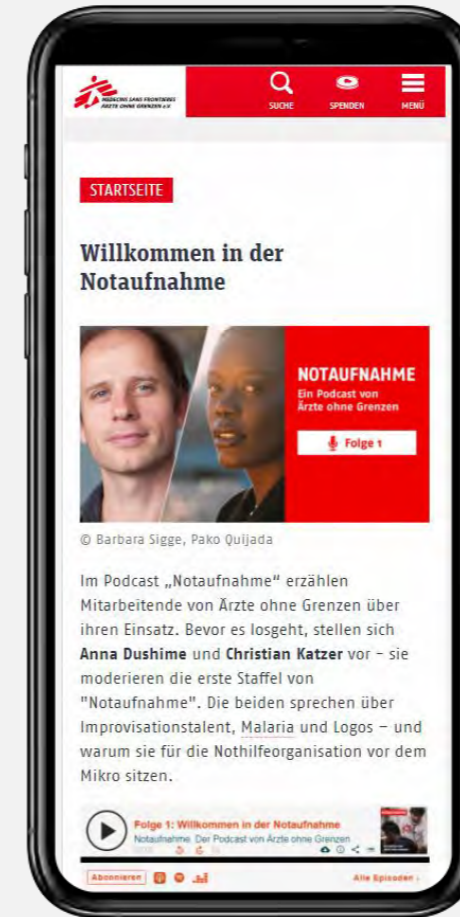 MEDECINS SANS FRONTIERES
ÄRZTE OHNE GRENZEN e.V.
SUCHE
SPENDEN
MENÜ
STARTSEITE
Willkommen in der
Notaufnahme
NOTAUFNAHME
Ein Podcast von
Ärzte ohne Grenzen
Folge 1
© Barbara Sigge, Pako Quijada
Im Podcast „Notaufnahme“ erzählen
Mitarbeitende von Ärzte ohne Grenzen über
ihren Einsatz. Bevor es losgeht, stellen sich
Anna Dushime und Christian Katzer vor – sie
moderieren die erste Staffel von
"Notaufnahme". Die beiden sprechen über
Improvisationstalent, Malaria und Logos – und
warum sie für die Nothilfeorganisation vor dem
Mikro sitzen.
Folge 1: Willkommen in der Notaufnahme
Notaufnahme. Der Podcast von Ärzte ohne Grenzen
Abonnieren
Alle Episoden ›